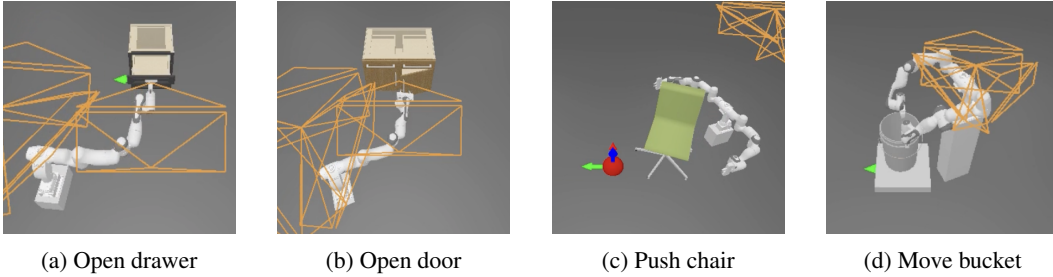 (a) Open drawer
(b) Open door
(c) Push chair
(d) Move bucket